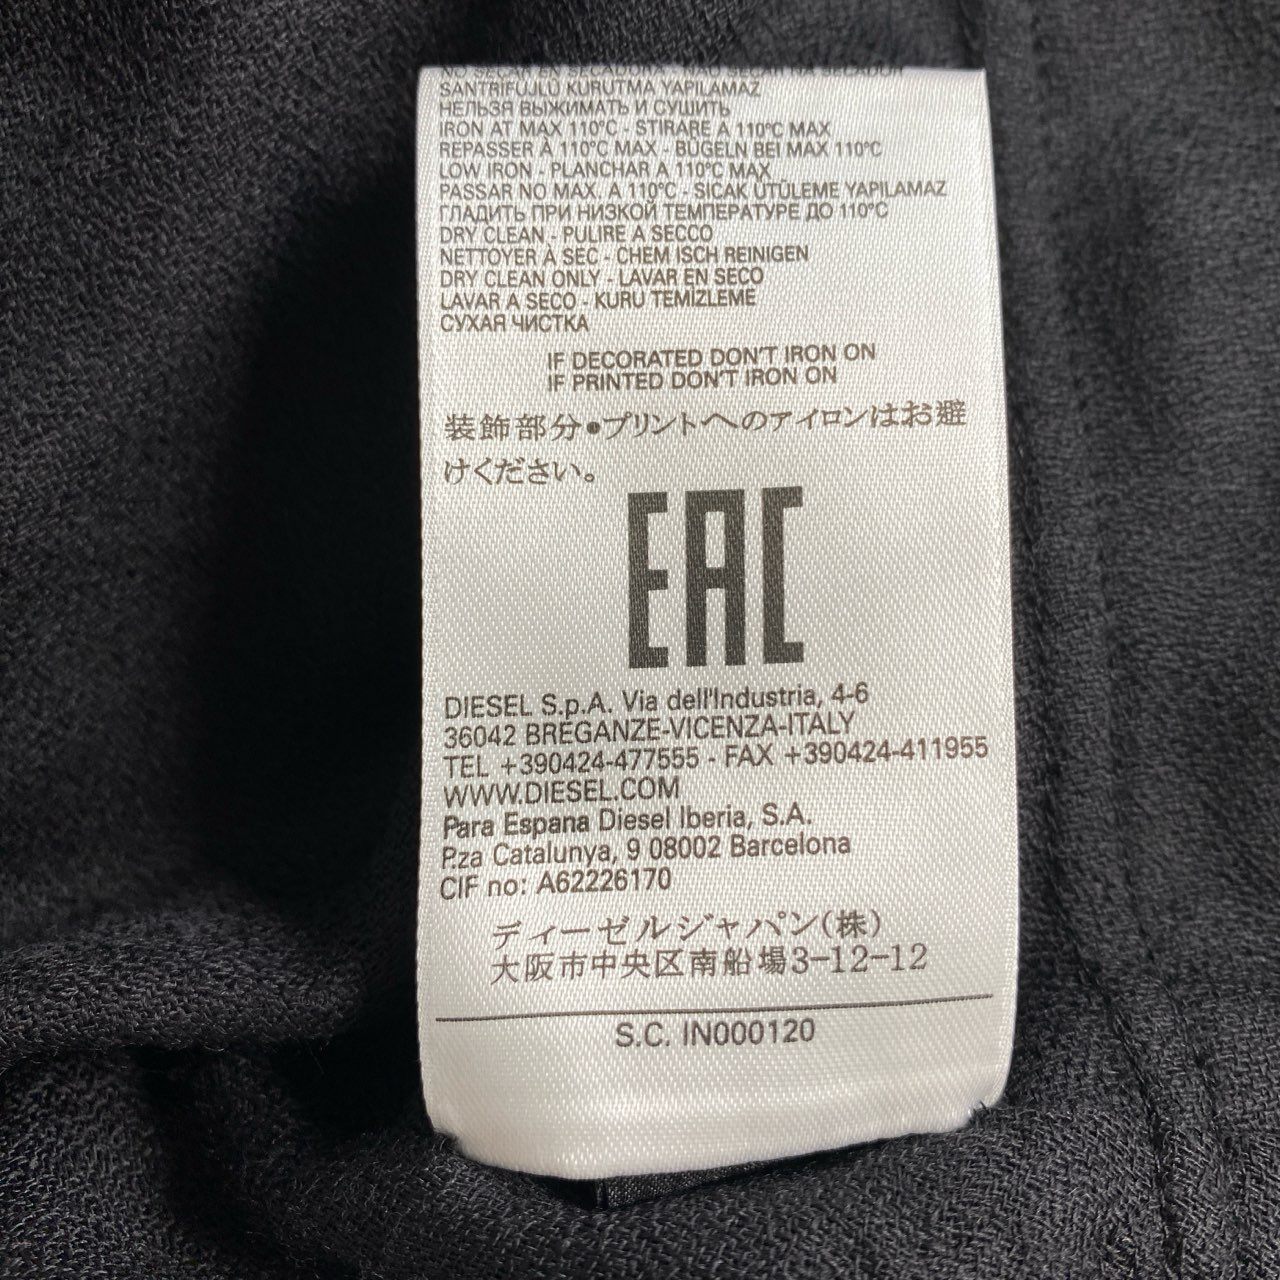 NO SECAR EN SECADORA
SANTRIFUJLU KURUTMA YAPILAMAZ
НЕЛЬЗЯ ВЫЖИМАТЬ И СУШИТЬ
IRON AT MAX 110°C - STIRARE A 110°C MAX
REPASSER À 110°C MAX - BÜGELN BEI MAX 110°C
LOW IRON - PLANCHAR A 110°C MAX
PASSAR NO MAX. A 110°C - SICAK ÜTÜLEME YAPILAMAZ
ГЛАДИТЬ ПРИ НИЗКОЙ ТЕМПЕРАТУРЕ ДО 110°C
DRY CLEAN - PULIRE A SECCO
NETTOYER A SEC - CHEM ISCH REINIGEN
DRY CLEAN ONLY - LAVAR EN SECO
LAVAR A SECO - KURU TEMIZLEME
СУХАЯ ЧИСТКА
IF DECORATED DON'T IRON ON
IF PRINTED DON'T IRON ON
装飾部分●プリントへのアイロンはお避
けください。
EAC
DIESEL S.p.A. Via dell'Industria, 4-6
36042 BREGANZE-VICENZA-ITALY
TEL +390424-477555 - FAX +390424-411955
WWW.DIESEL.COM
Para Espana Diesel Iberia, S.A.
P.za Catalunya, 9 08002 Barcelona
CIF no: A62226170
ディーゼルジャパン(株)
大阪市中央区南船場3-12-12
S.C. IN000120